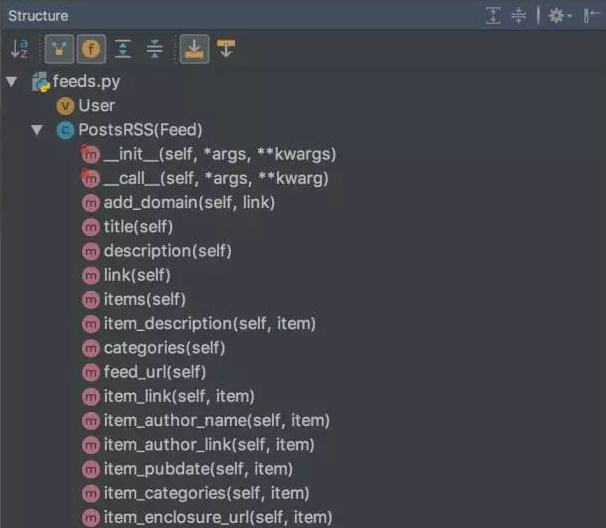 Structure
feeds.py
User
PostsRSS(Feed)
__init__(self, *args, **kwargs)
__call__(self, *args, **kwarg)
add_domain(self, link)
title(self)
description(self)
link(self)
items(self)
item_description(self, item)
categories(self)
feed_url(self)
item_link(self, item)
item_author_name(self, item)
item_author_link(self, item)
item_pubdate(self, item)
item_categories(self, item)
item_enclosure_url(self, item)